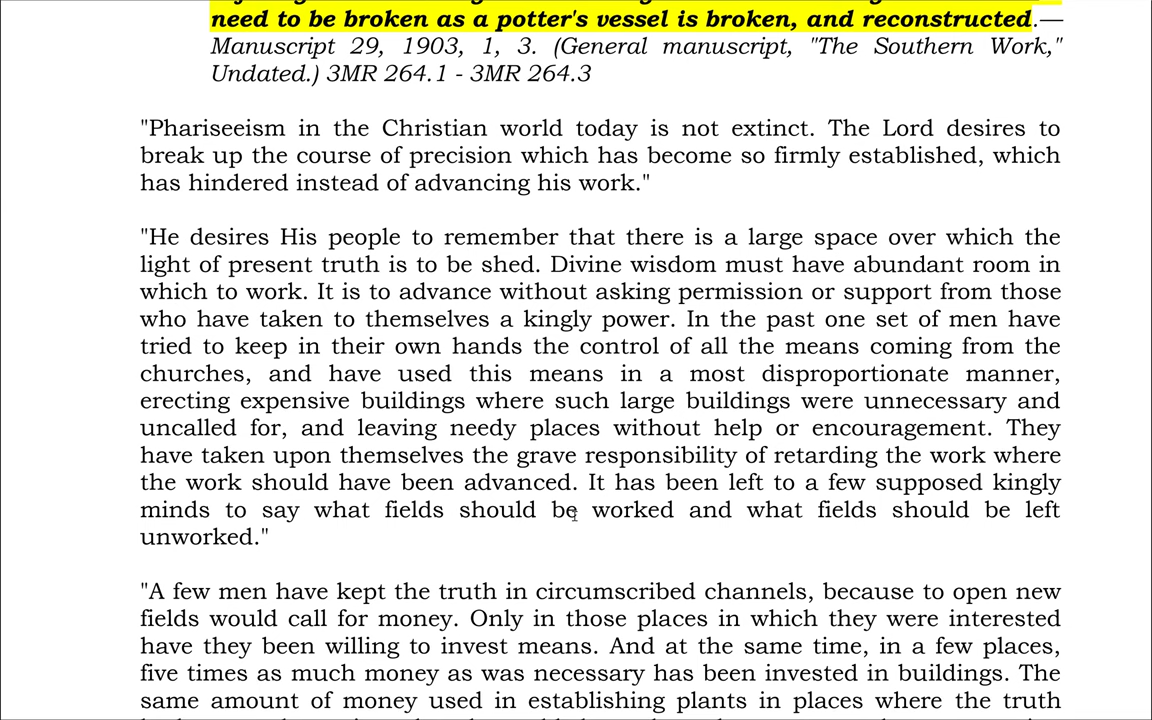 need to be broken as a potter's vessel is broken, and reconstructed.—
Manuscript 29, 1903, 1, 3. (General manuscript, "The Southern Work,"
Undated.) 3MR 264.1 - 3MR 264.3
"Phariseeism in the Christian world today is not extinct. The Lord desires to
break up the course of precision which has become so firmly established, which
has hindered instead of advancing his work."
"He desires His people to remember that there is a large space over which the
light of present truth is to be shed. Divine wisdom must have abundant room in
which to work. It is to advance without asking permission or support from those
who have taken to themselves a kingly power. In the past one set of men have
tried to keep in their own hands the control of all the means coming from the
churches, and have used this means in a most disproportionate manner,
erecting expensive buildings where such large buildings were unnecessary and
uncalled for, and leaving needy places without help or encouragement. They
have taken upon themselves the grave responsibility of retarding the work where
the work should have been advanced. It has been left to a few supposed kingly
minds to say what fields should be worked and what fields should be left
unworked."
"A few men have kept the truth in circumscribed channels, because to open new
fields would call for money. Only in those places in which they were interested
have they been willing to invest means. And at the same time, in a few places,
five times as much money as was necessary has been invested in buildings. The
same amount of money used in establishing plants in places where the truth